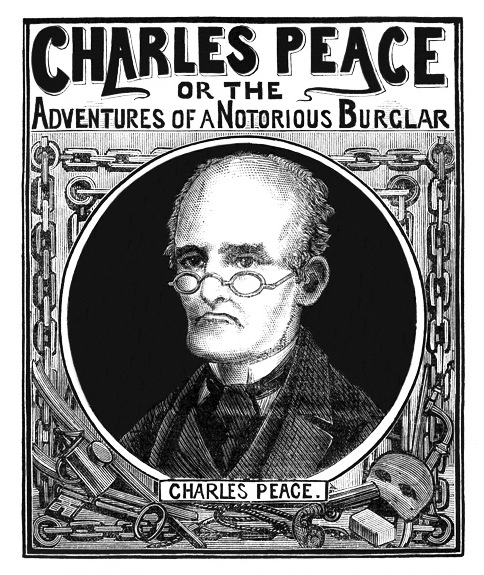 CHARLES PEACE
OR THE
ADVENTURES OF A NOTORIOUS BURGLAR
CHARLES PEACE.